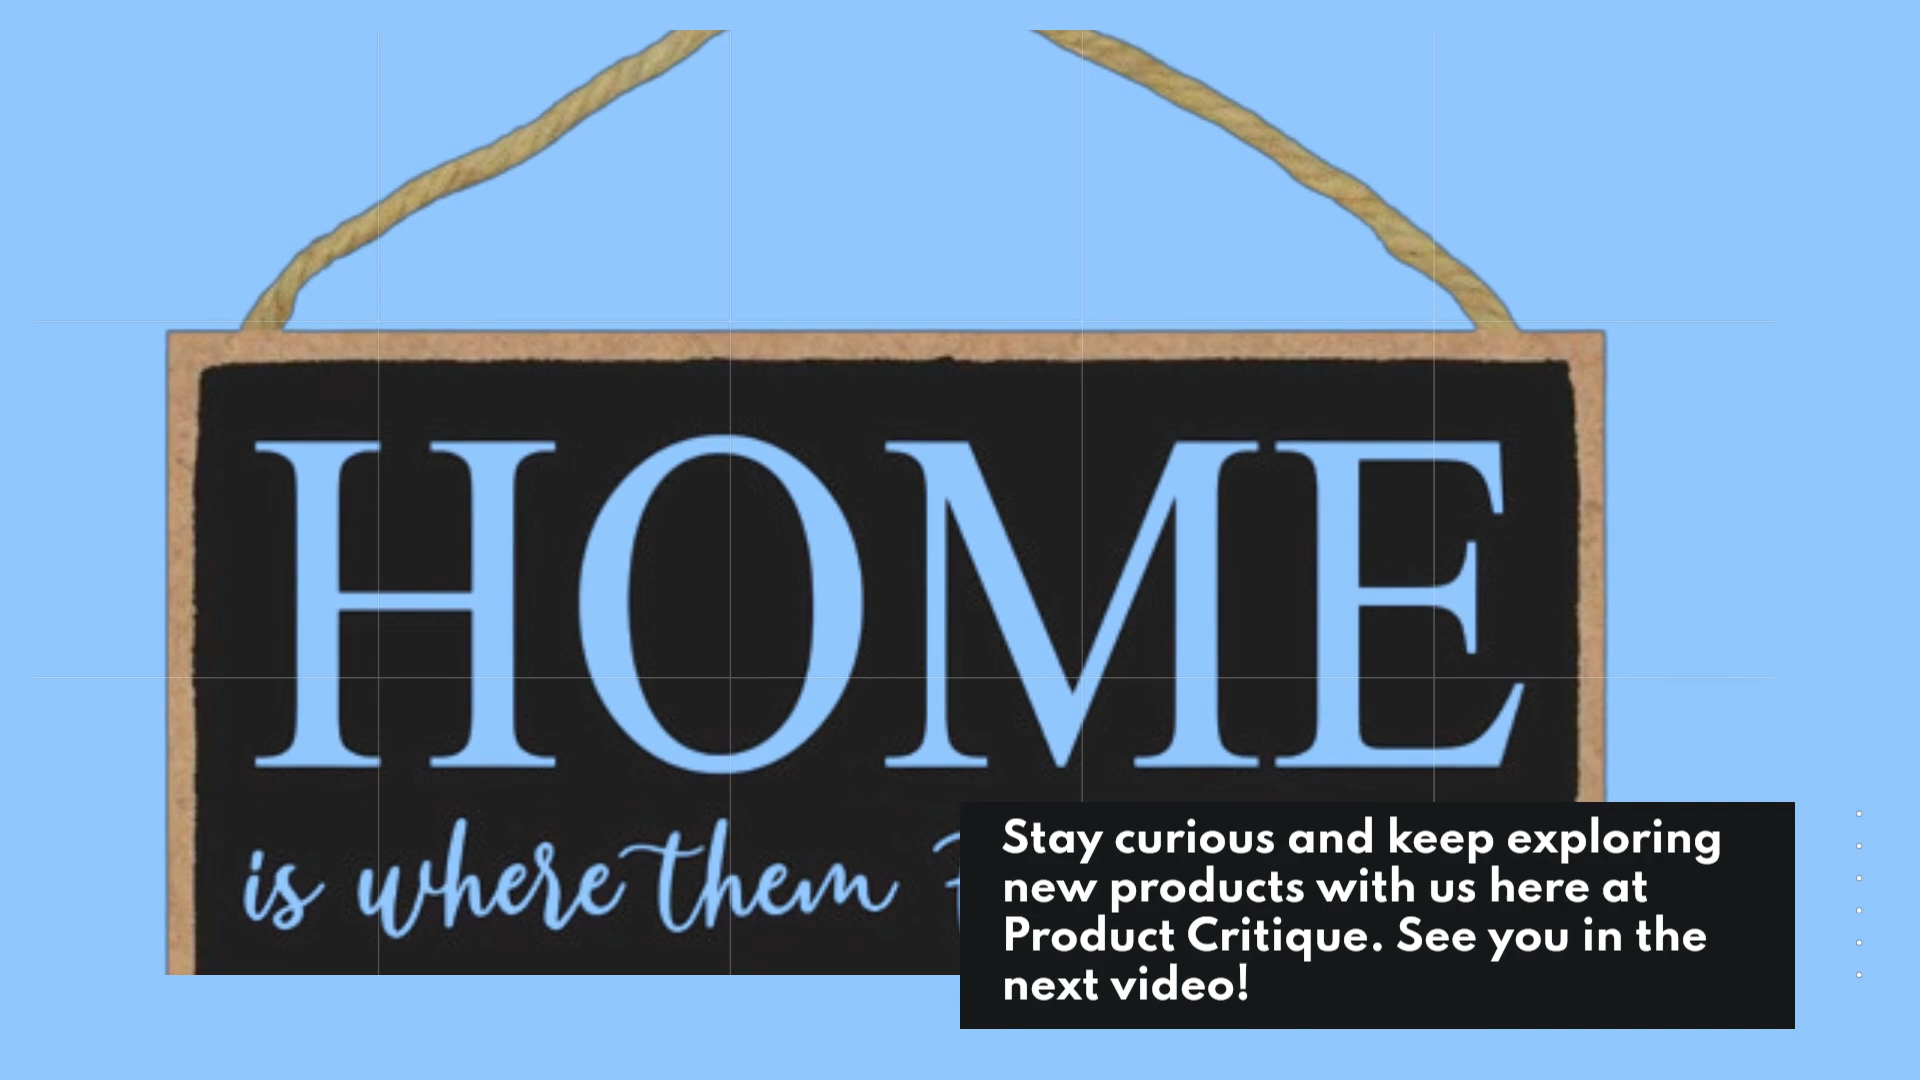 HOME
is where them
Stay curious and keep exploring
new products with us here at
Product Critique. See you in the
next video!